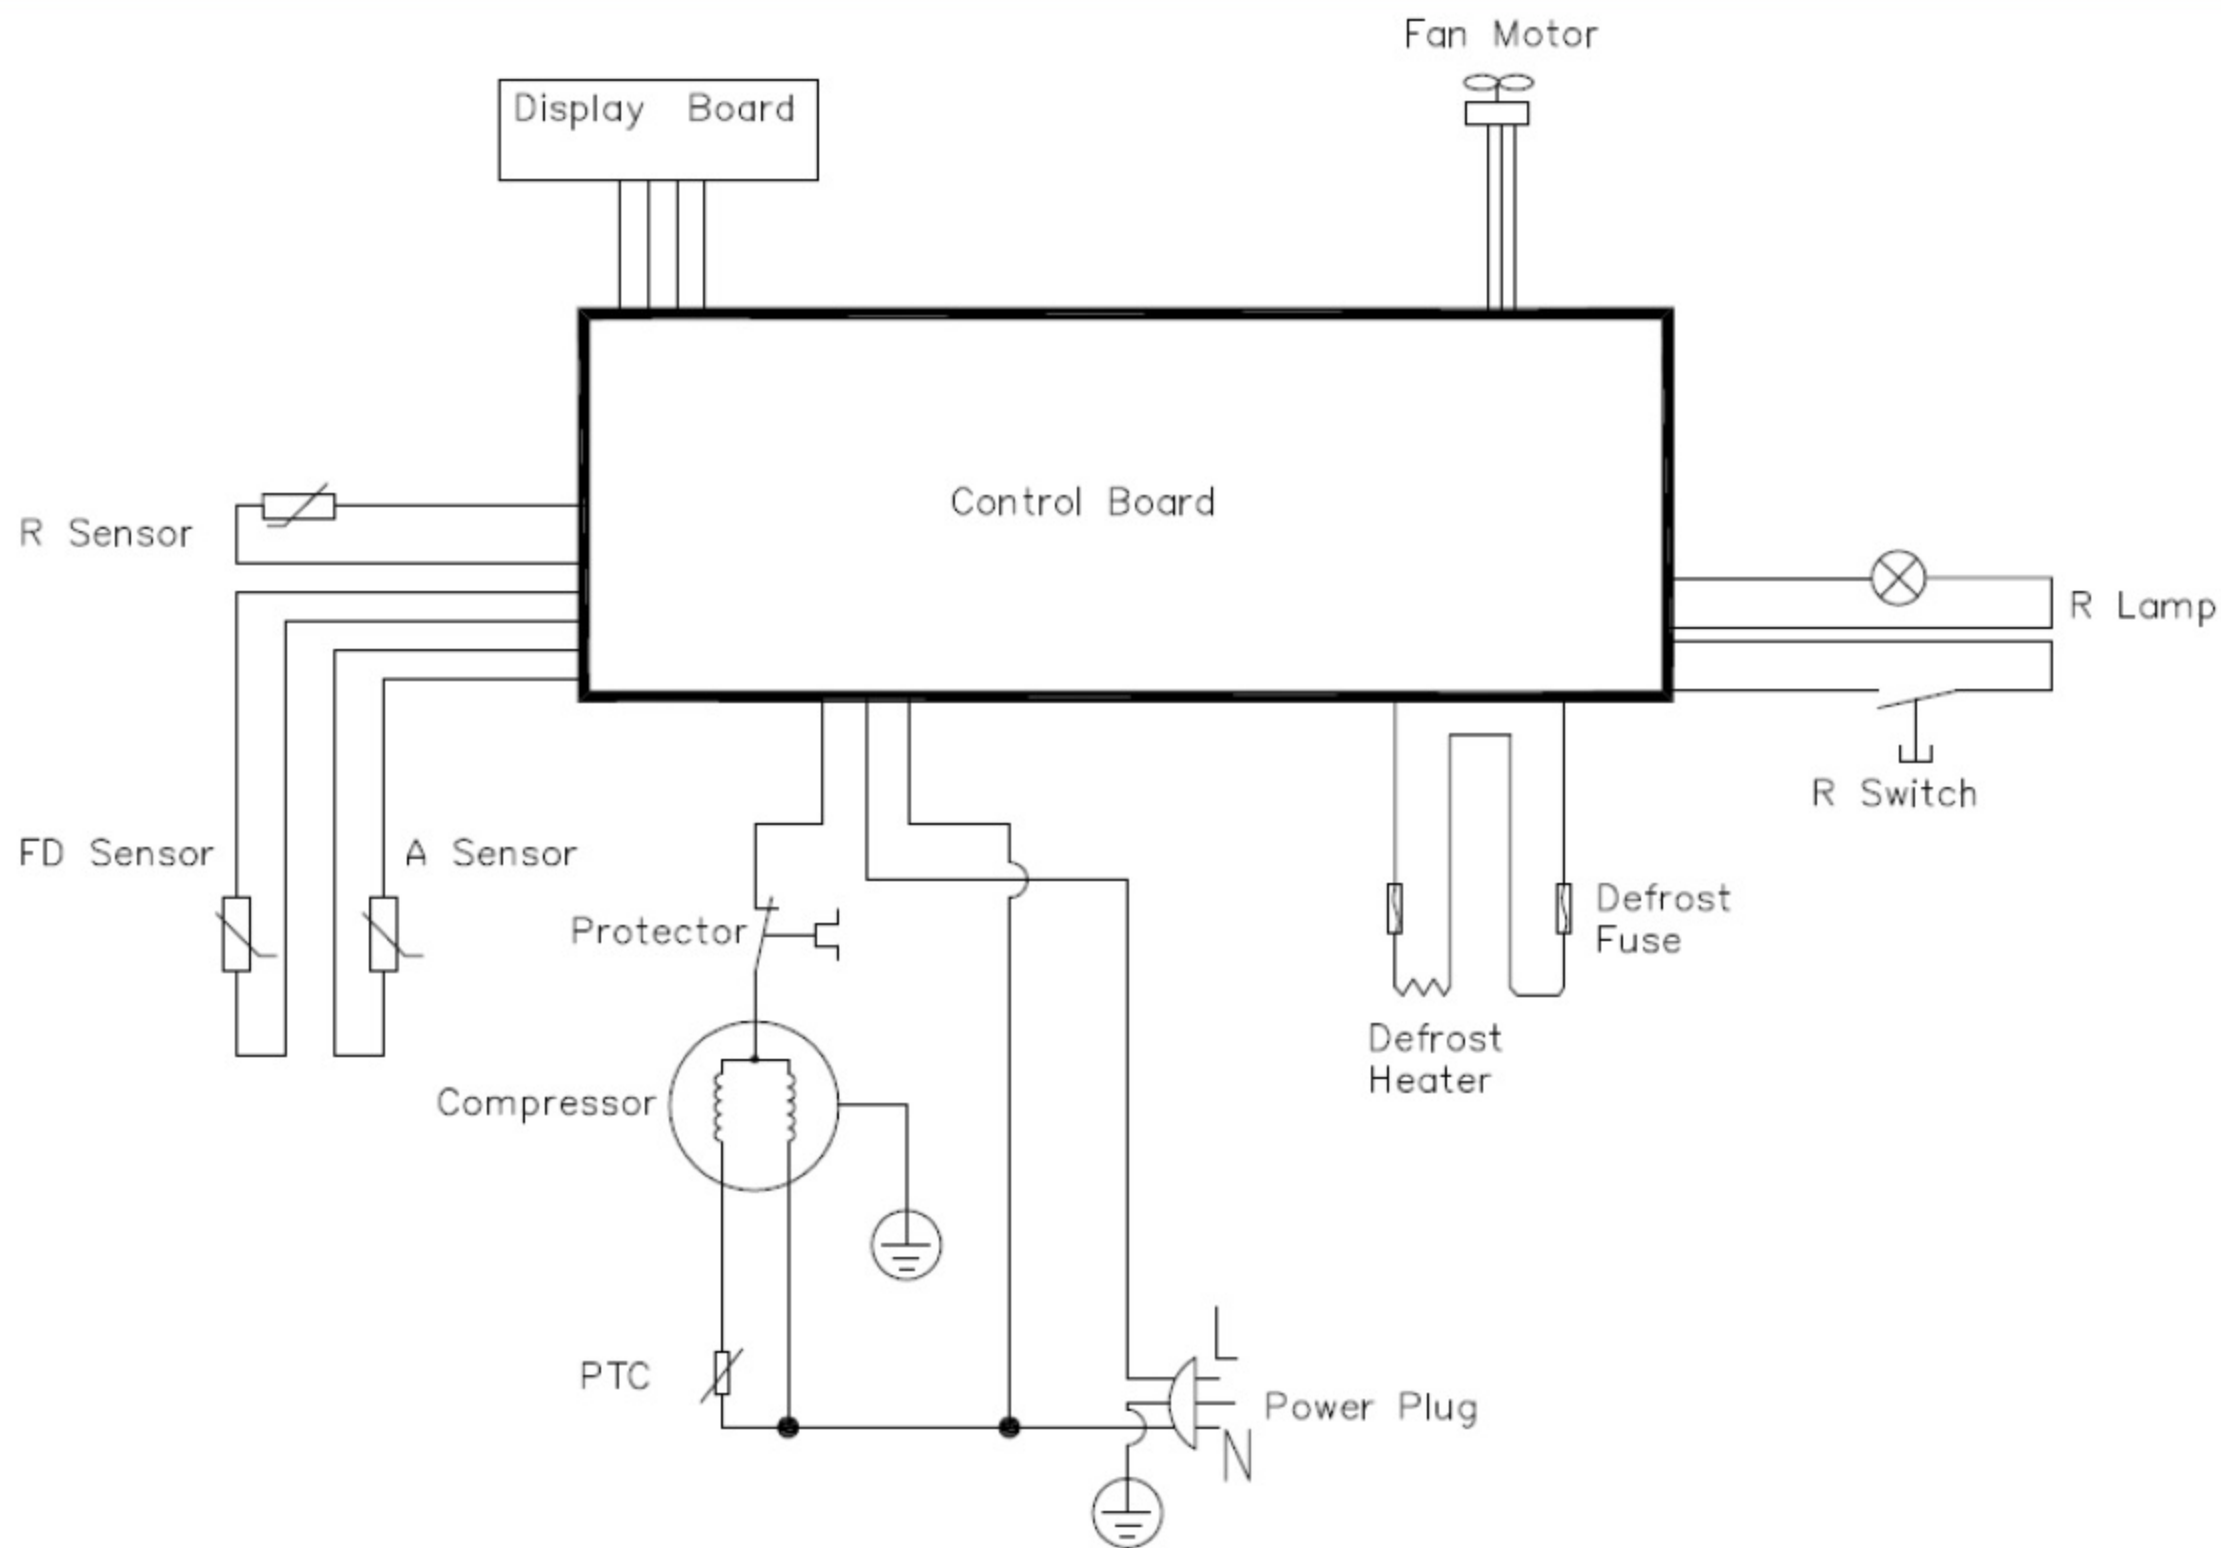 Fan Motor
Display Board
Control Board
R Sensor
R Lamp
R Switch
FD Sensor
A Sensor
Protector
Defrost
Fuse
Defrost
Heater
Compressor
L
PTC
Power Plug
N